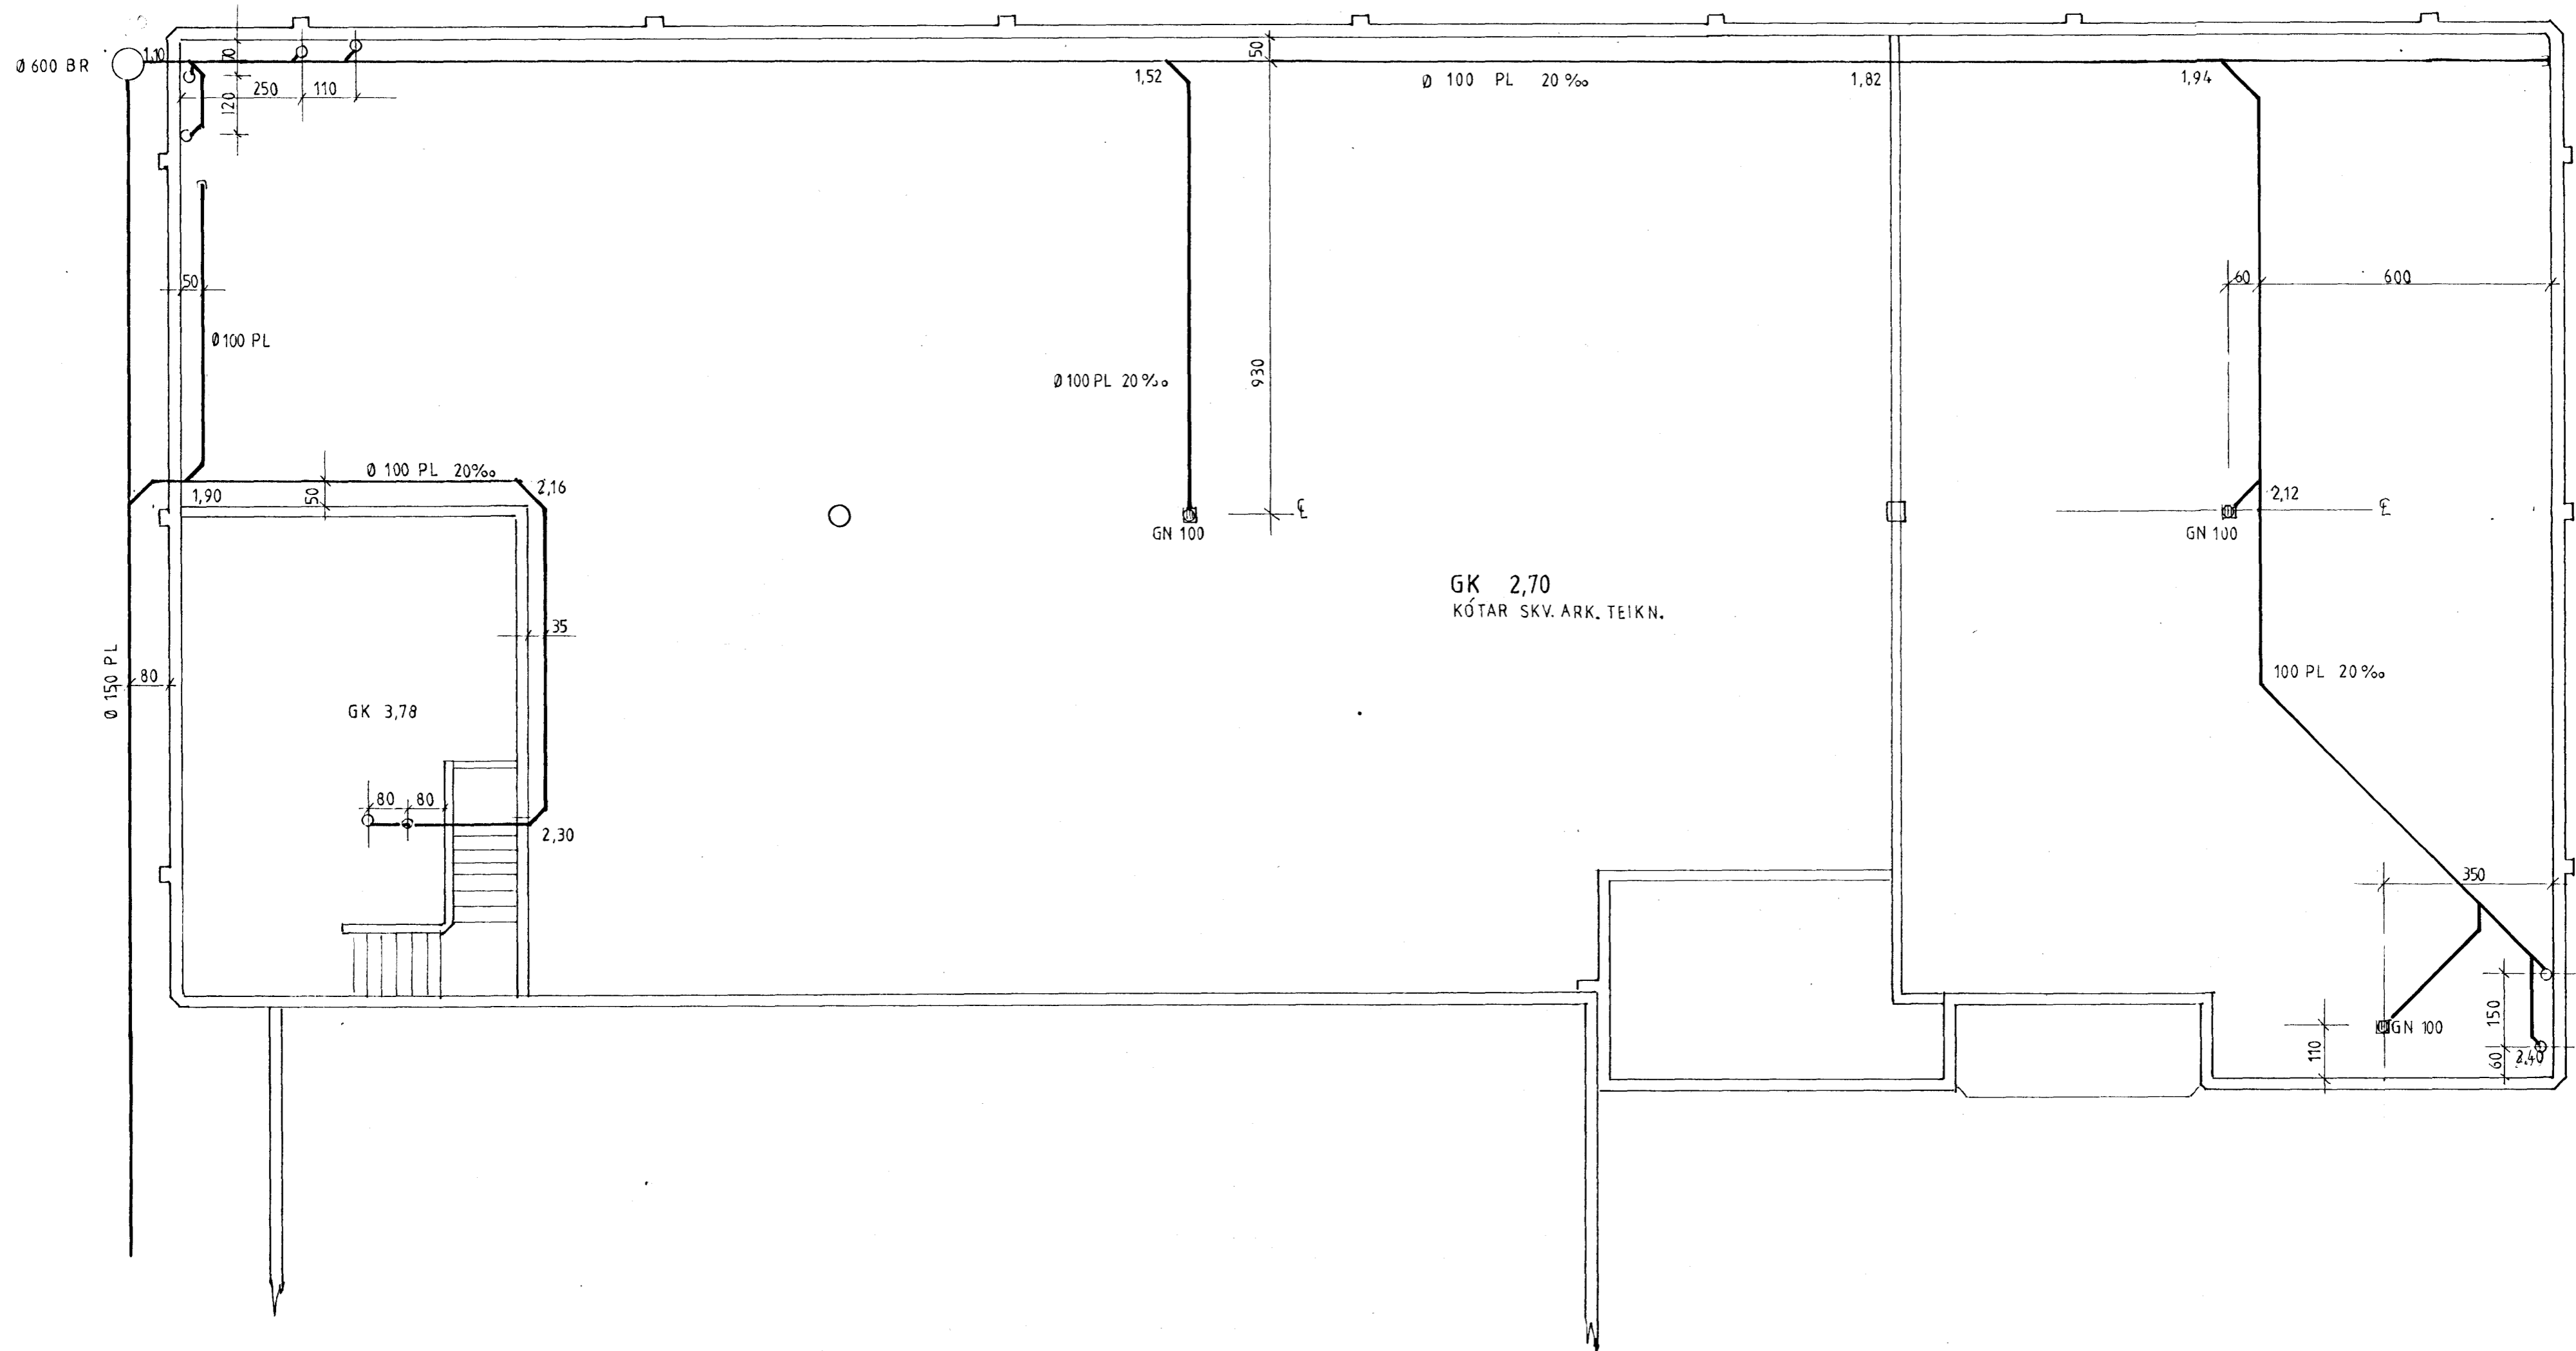 Ø 600 BR
1,10
70
120
250
110
50
1,52
Ø 100 PL 20‰
1,82
1,94
50
Ø 100 PL
60
600
930
Ø 100 PL 20‰
Ø 100 PL 20‰
1,90
50
2,16
2,12
℄
℄
GN 100
GN 100
GK 2,70
KÓTAR SKV. ARK. TEIKN.
35
Ø 150 PL
80
100 PL 20‰
GK 3,78
80
80
2,30
350
150
GN 100
110
60
2,40